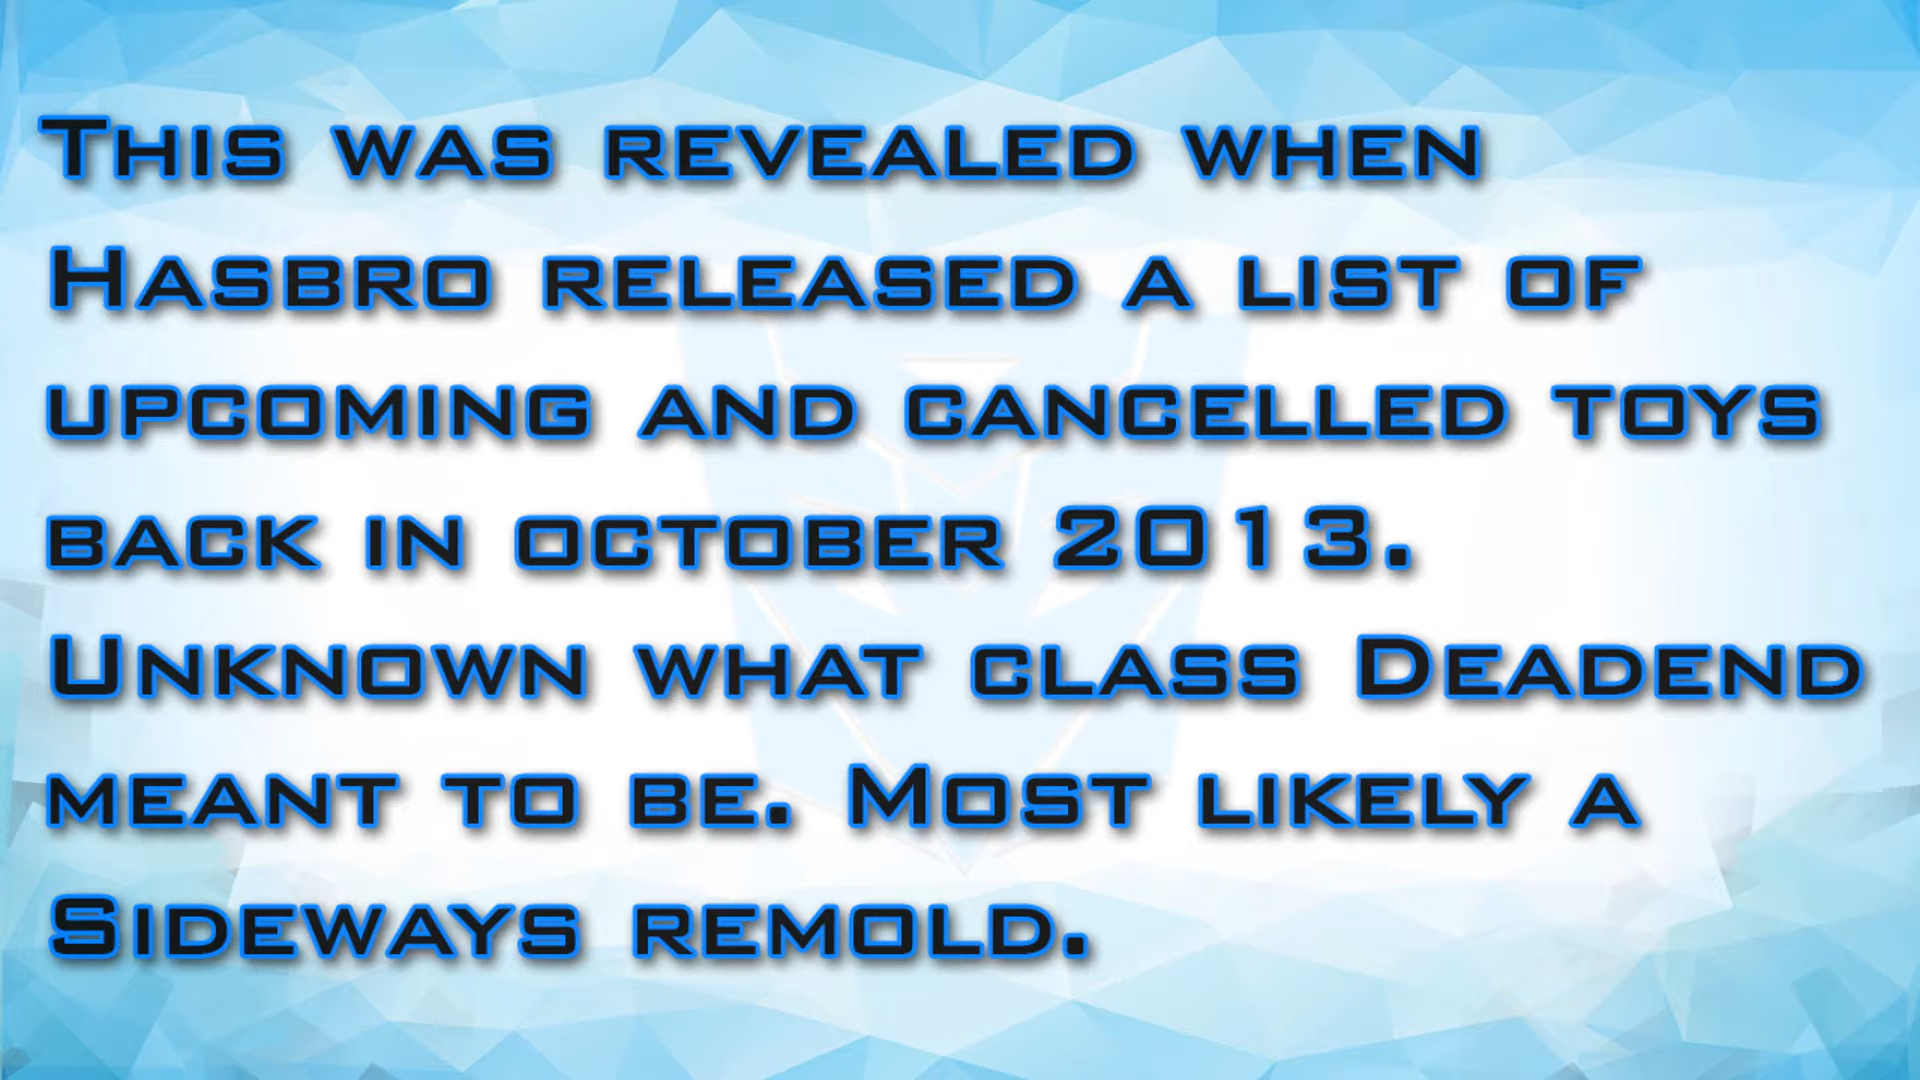 This was revealed when
Hasbro released a list of
upcoming and cancelled toys
back in october 2013.
Unknown what class Deadend
meant to be. Most likely a
Sideways remold.